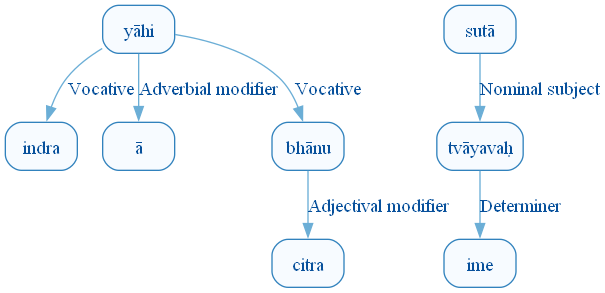 yāhi
sutā
Vocative
Adverbial modifier
Vocative
Nominal subject
indra
ā
bhānu
tvāyavaḥ
Adjectival modifier
Determiner
citra
ime